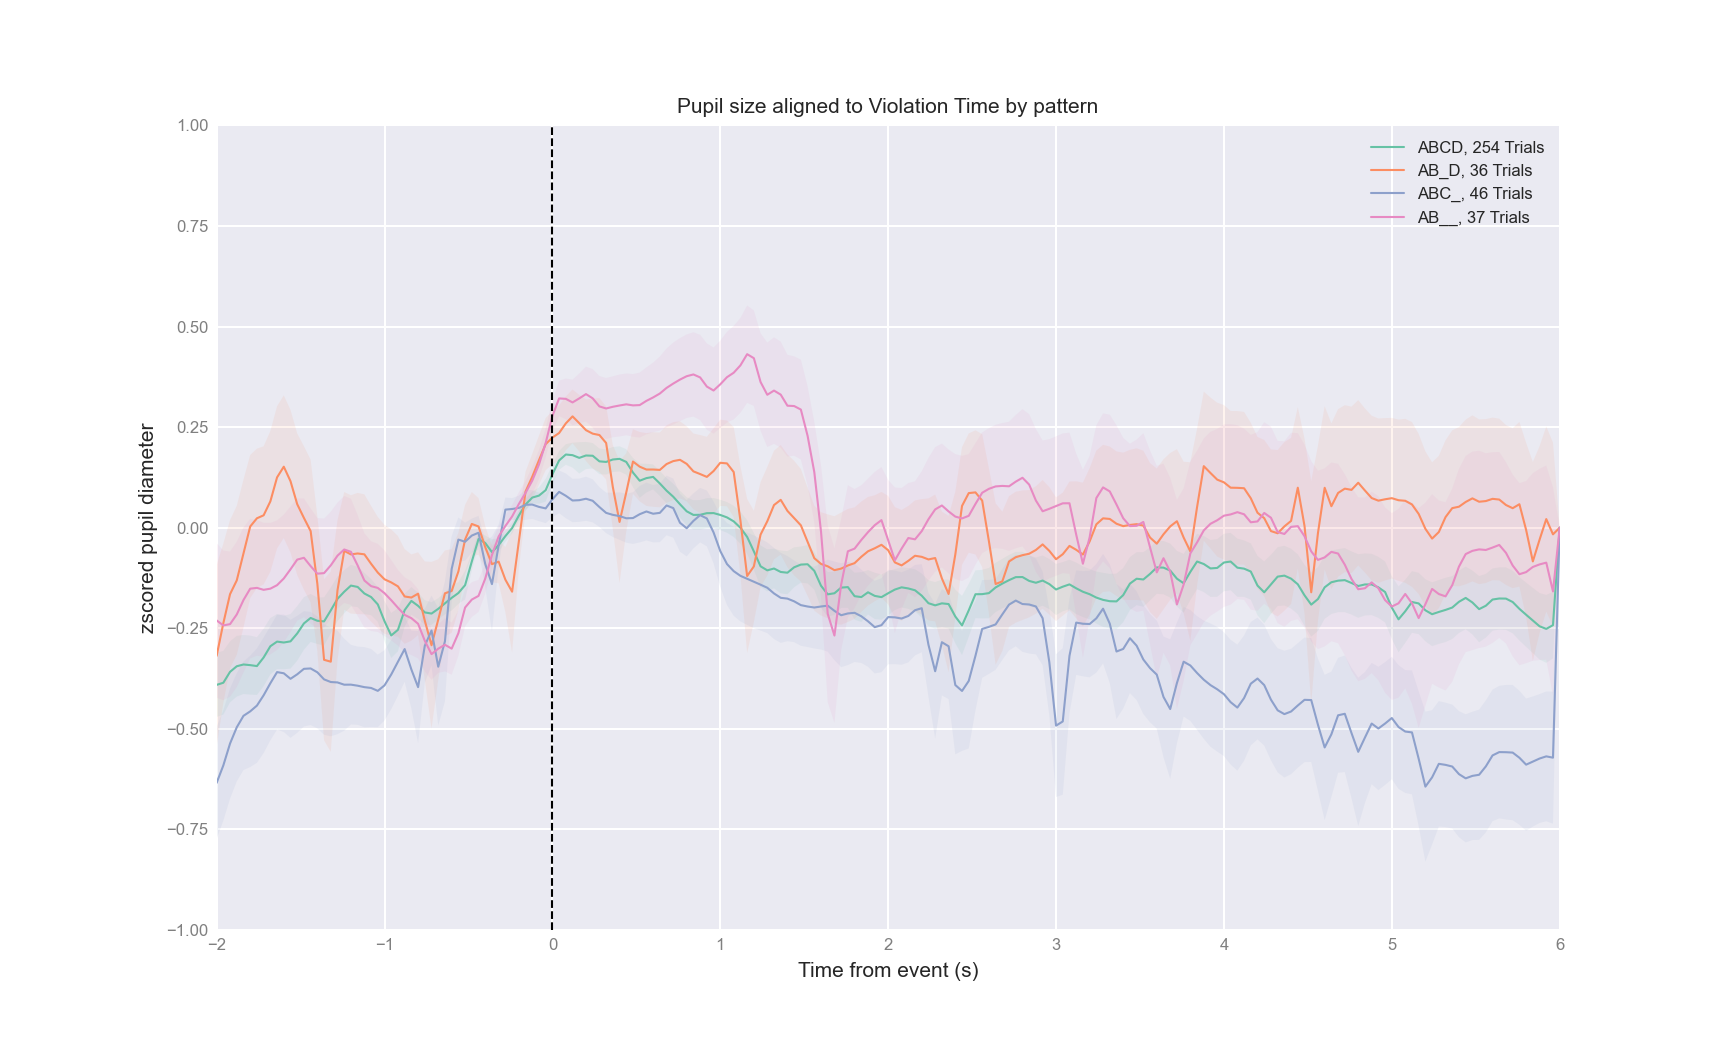 Pupil size aligned to Violation Time by pattern
1.00
0.75
0.50
0.25
0.00
−0.25
−0.50
−0.75
−1.00
zscored pupil diameter
ABCD, 254 Trials
AB_D, 36 Trials
ABC_, 46 Trials
AB__, 37 Trials
−2 −1 0 1 2 3 4 5 6
Time from event (s)